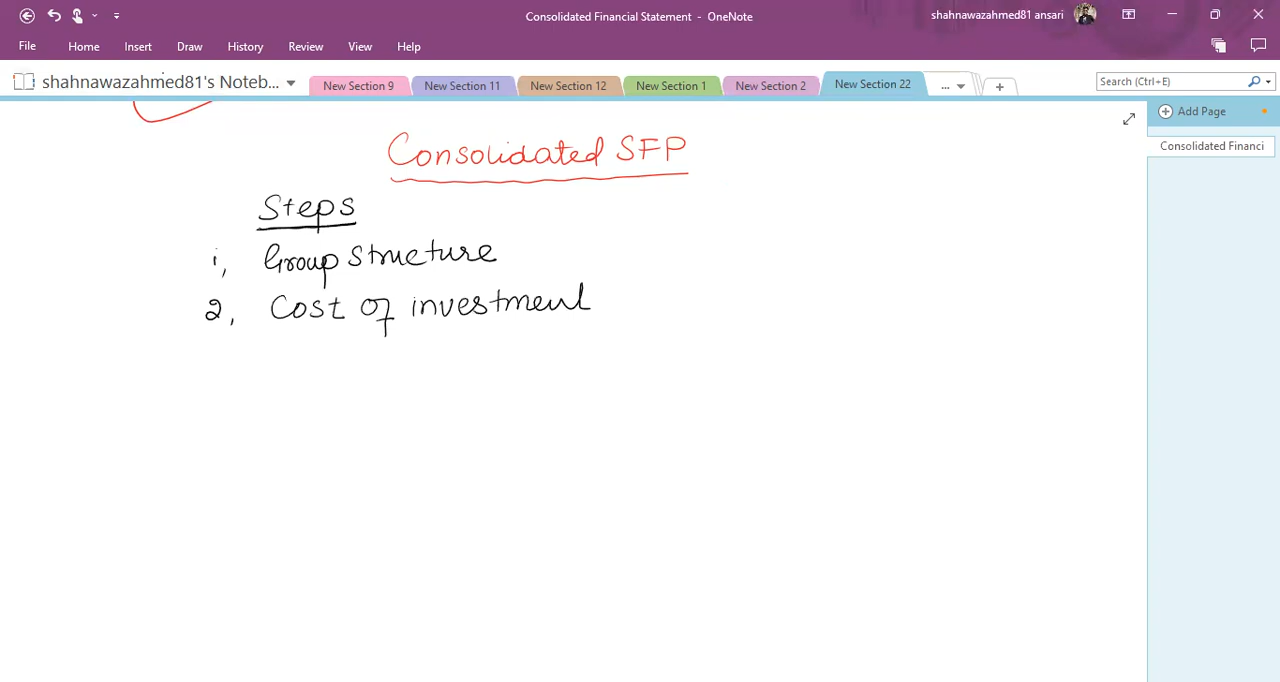 Consolidated Financial Statement - OneNote
shahnawazahmed81 ansari
File Home Insert Draw History Review View Help
shahnawazahmed81's Noteb... New Section 9 New Section 11 New Section 12 New Section 1 New Section 2 New Section 22 ... + Search (Ctrl+E)
Add Page
Consolidated Financi
Consolidated SFP
Steps
1, Group structure
2, Cost of investment